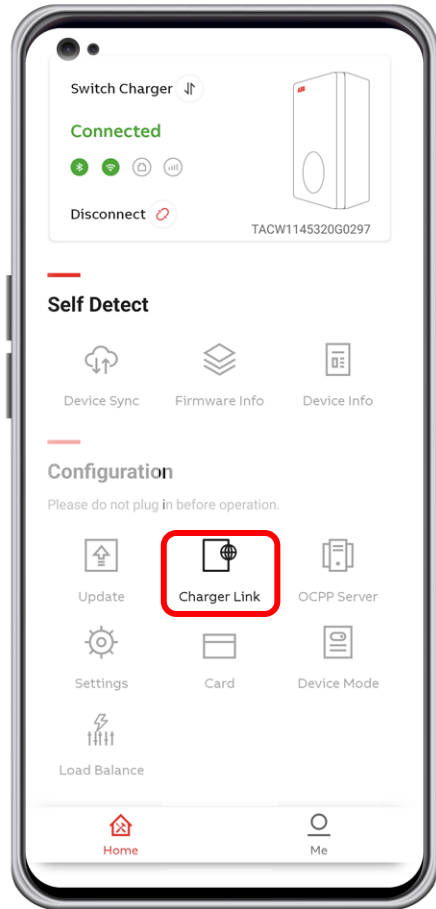 Switch Charger
ABB
Connected
Disconnect
TACW1145320G0297
Self Detect
Device Sync Firmware Info Device Info
Configuration
Please do not plug in before operation.
Update Charger Link OCPP Server
Settings Card Device Mode
Load Balance
Home Me